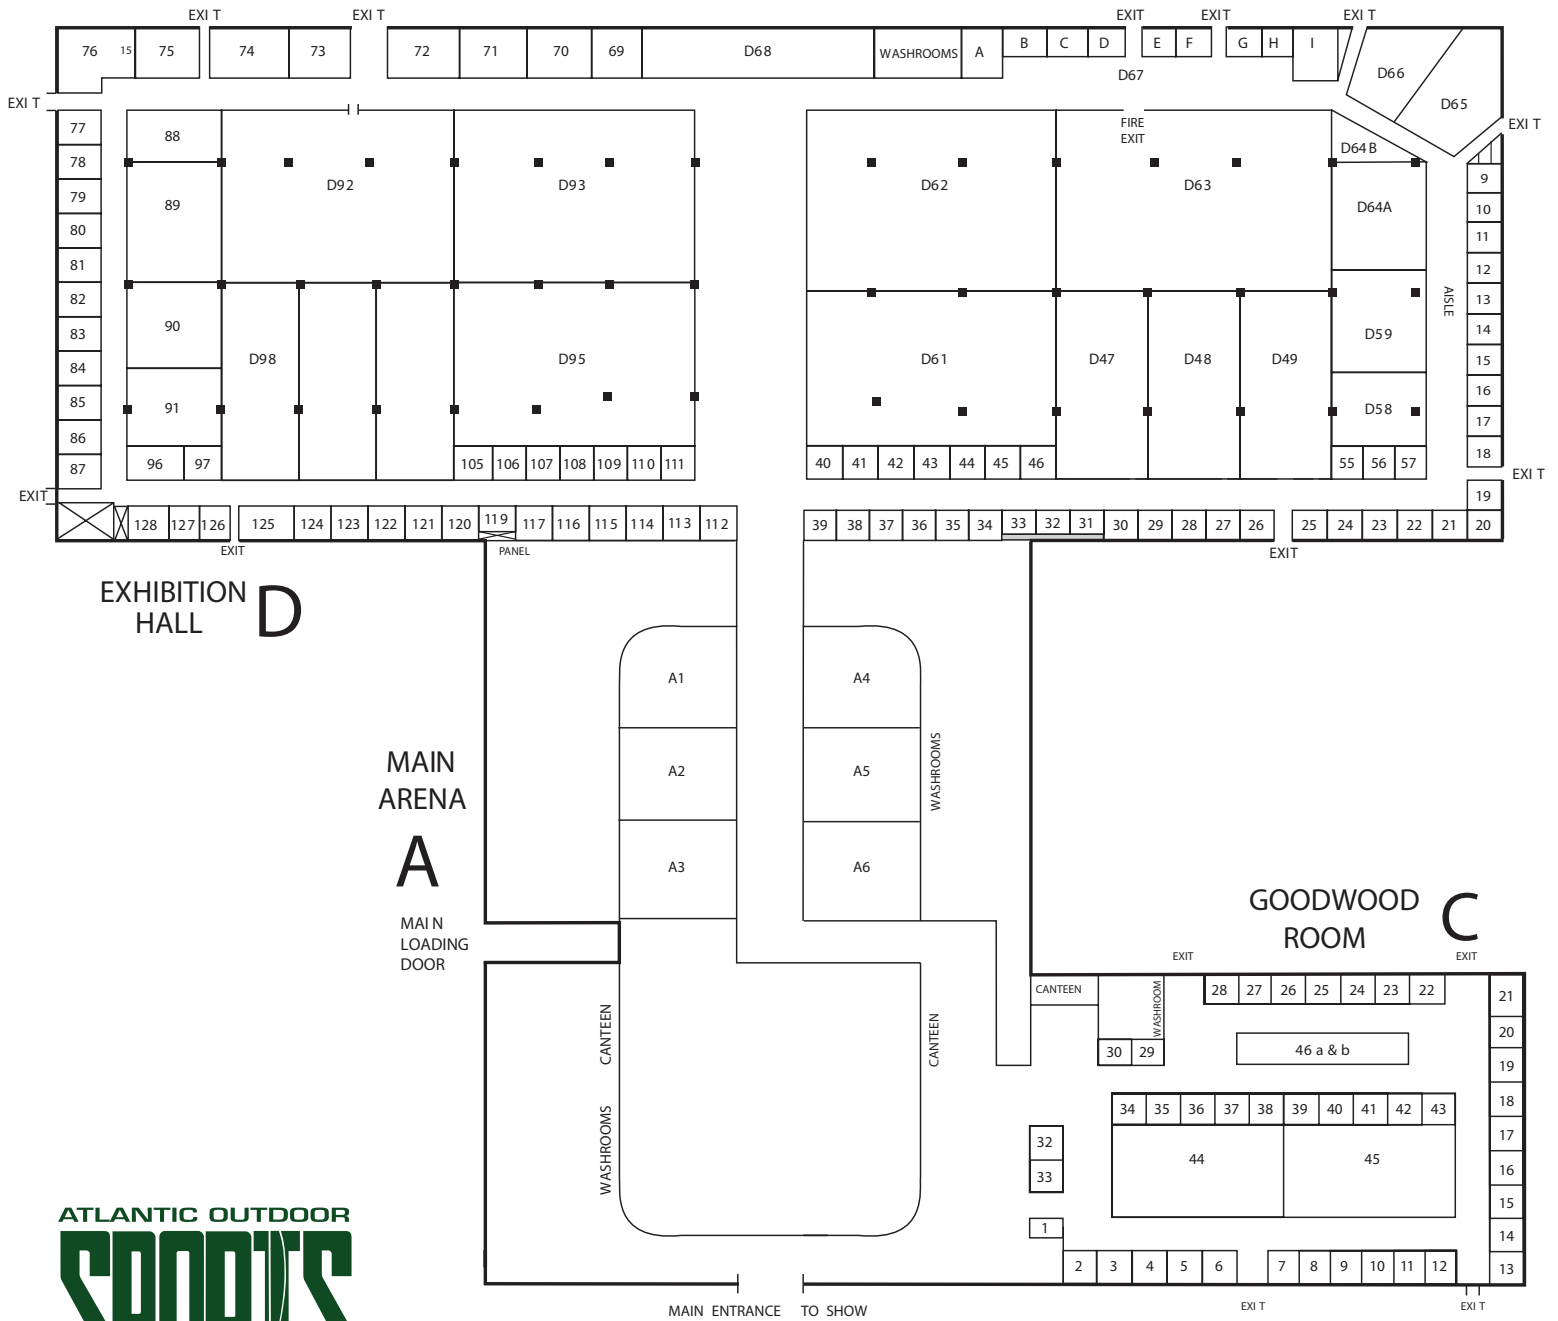 EXI T
EXI T
EXIT
EXIT
EXI T
76
15
75
74
73
72
71
70
69
D68
WASHROOMS
A
B
C
D
E
F
G
H
I
D67
D66
D65
EXI T
EXI T
77
78
79
80
81
82
83
84
85
86
87
EXIT
88
89
90
91
96
97
D92
D93
D98
D95
105
106
107
108
109
110
111
FIRE
EXIT
D62
D63
D64B
D64A
D61
D47
D48
D49
D59
D58
40
41
42
43
44
45
46
55
56
57
AISLE
9
10
11
12
13
14
15
16
17
18
EXI T
19
20
128
127
126
125
124
123
122
121
120
119
117
116
115
114
113
112
39
38
37
36
35
34
33
32
31
30
29
28
27
26
25
24
23
22
21
EXIT
PANEL
EXIT
EXHIBITION
HALL
D
A1
A2
A3
A4
A5
A6
WASHROOMS
MAIN
ARENA
A
MAI N
LOADING
DOOR
CANTEEN
WASHROOMS
CANTEEN
GOODWOOD
ROOM
C
EXIT
EXIT
CANTEEN
WASHROOM
28
27
26
25
24
23
22
21
20
19
18
17
16
15
14
13
30
29
46 a & b
34
35
36
37
38
39
40
41
42
43
44
45
32
33
1
2
3
4
5
6
7
8
9
10
11
12
EXI T
EXI T
MAIN ENTRANCE TO SHOW
ATLANTIC OUTDOOR
SPORTS